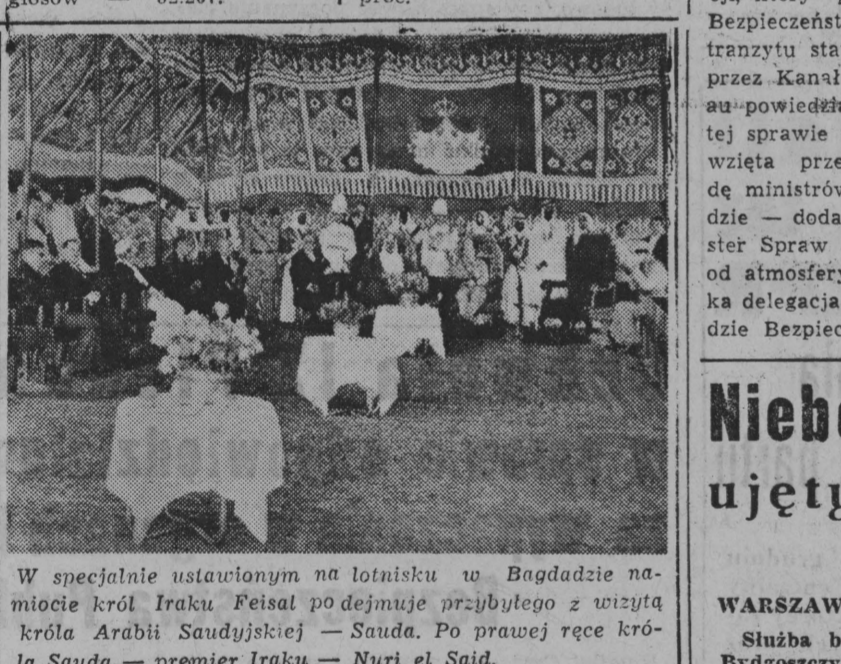 W specjalnie ustawionym na lotnisku w Bagdadzie na-
miocie król Iraku Feisal podejmuje przybyłego z wizytą
króla Arabii Saudyjskiej — Sauda. Po prawej ręce kró-
la Sauda — premier Iraku — Nuri el Said.
Bezpieczeńst
tranzytu sta
przez Kanał
au powiedzia
tej sprawie
wzięta prze
dę ministrów
dzie — doda
ster Spraw
od atmosfery
ka delegacja
dzie Bezpiec
Nieb
ujęty
WARSZAW
Służba b
Bydgoszczy